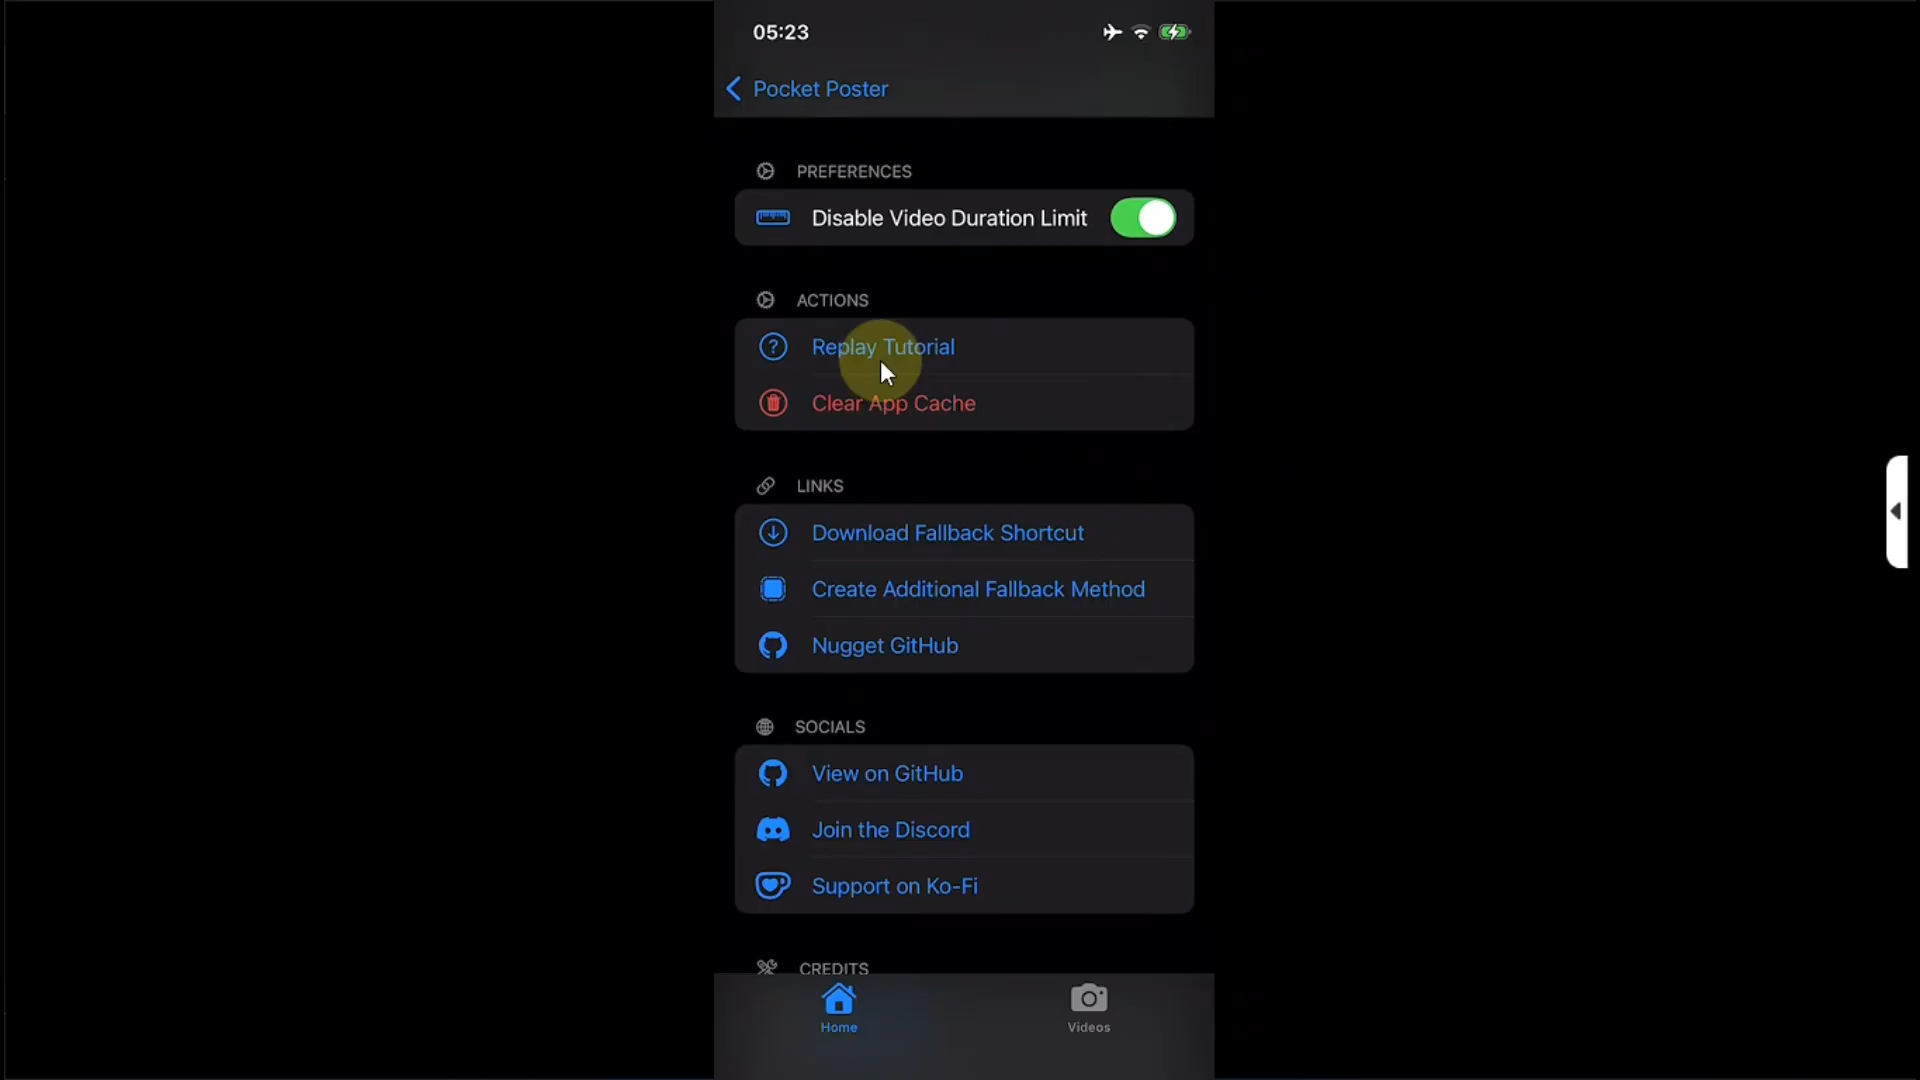 05:23
Pocket Poster
PREFERENCES
Disable Video Duration Limit
ACTIONS
Replay Tutorial
Clear App Cache
LINKS
Download Fallback Shortcut
Create Additional Fallback Method
Nugget GitHub
SOCIALS
View on GitHub
Join the Discord
Support on Ko-Fi
CREDITS
Home
Videos